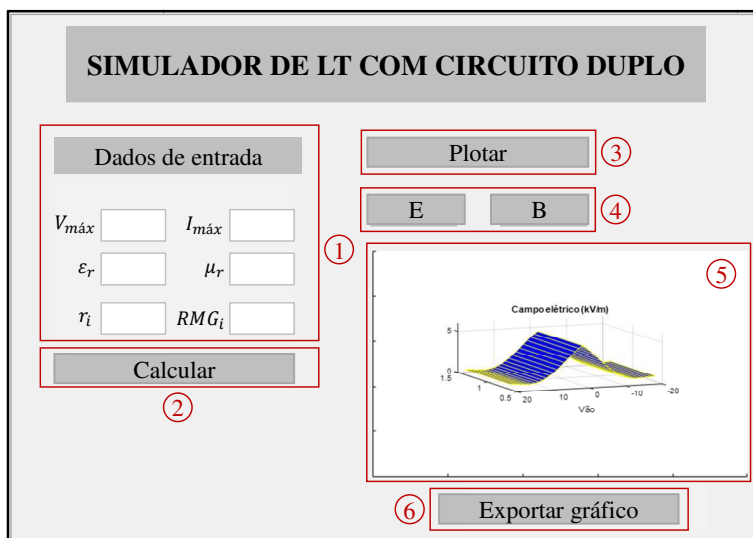 SIMULADOR DE LT COM CIRCUITO DUPLO
Dados de entrada
V_máx I_máx
ε_r μ_r
r_i RMG_i
1
Calcular
2
Plotar
3
E B
4
5
Campo elétrico (kV/m)
5
0
1.5
1
0.5
20
10
0
-10
-20
Vão
6
Exportar gráfico